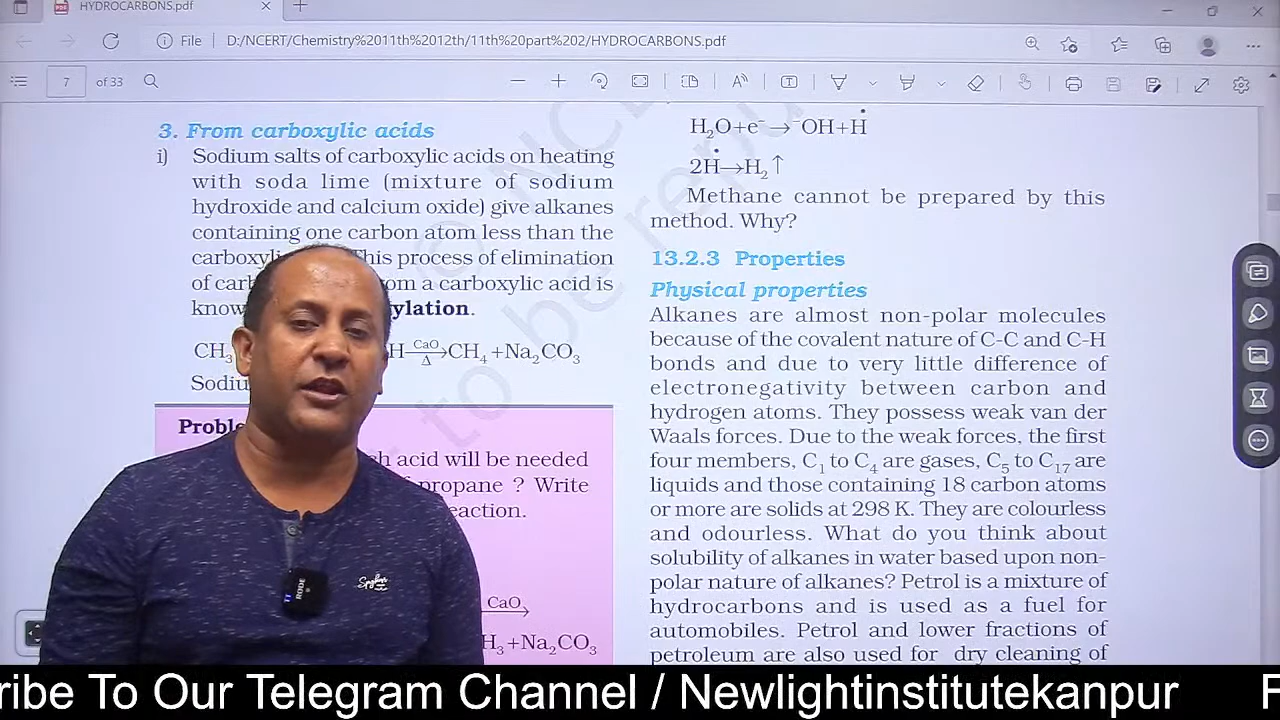 HYDROCARBONS.pdf
File
D:/NCERT/Chemistry%2011th%2012th/11th%20part%202/HYDROCARBONS.pdf
7 of 33
3. From carboxylic acids
i) Sodium salts of carboxylic acids on heating
with soda lime (mixture of sodium
hydroxide and calcium oxide) give alkanes
containing one carbon atom less than the
This process of elimination
of a carboxylic acid is
CH₃ CaO Δ → CH₄+Na₂CO₃
acid will be needed
propane ? Write
CaO →
+Na₂CO₃
H₂O+e⁻→⁻OH+Ḣ
2Ḣ→H₂↑
Methane cannot be prepared by this
method. Why?
13.2.3 Properties
Physical properties
Alkanes are almost non-polar molecules
because of the covalent nature of C-C and C-H
bonds and due to very little difference of
electronegativity between carbon and
hydrogen atoms. They possess weak van der
Waals forces. Due to the weak forces, the first
four members, C₁ to C₄ are gases, C₅ to C₁₇ are
liquids and those containing 18 carbon atoms
or more are solids at 298 K. They are colourless
and odourless. What do you think about
solubility of alkanes in water based upon non-
polar nature of alkanes? Petrol is a mixture of
hydrocarbons and is used as a fuel for
automobiles. Petrol and lower fractions of
petroleum are also used for dry cleaning of
RODE
ribe To Our Telegram Channel / Newlightinstitutekanpur F